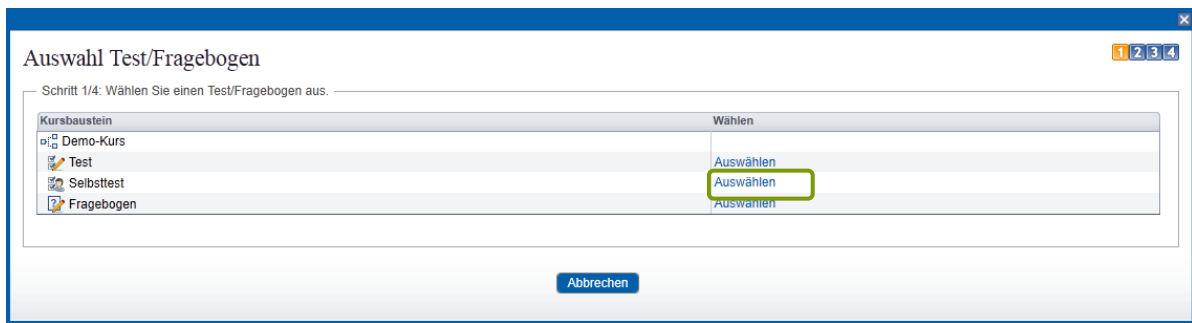 Auswahl Test/Fragebogen
1 2 3 4
Schritt 1/4: Wählen Sie einen Test/Fragebogen aus.
Kursbaustein Wählen
Demo-Kurs
Test Auswählen
Selbsttest Auswählen
Fragebogen Auswählen
Abbrechen